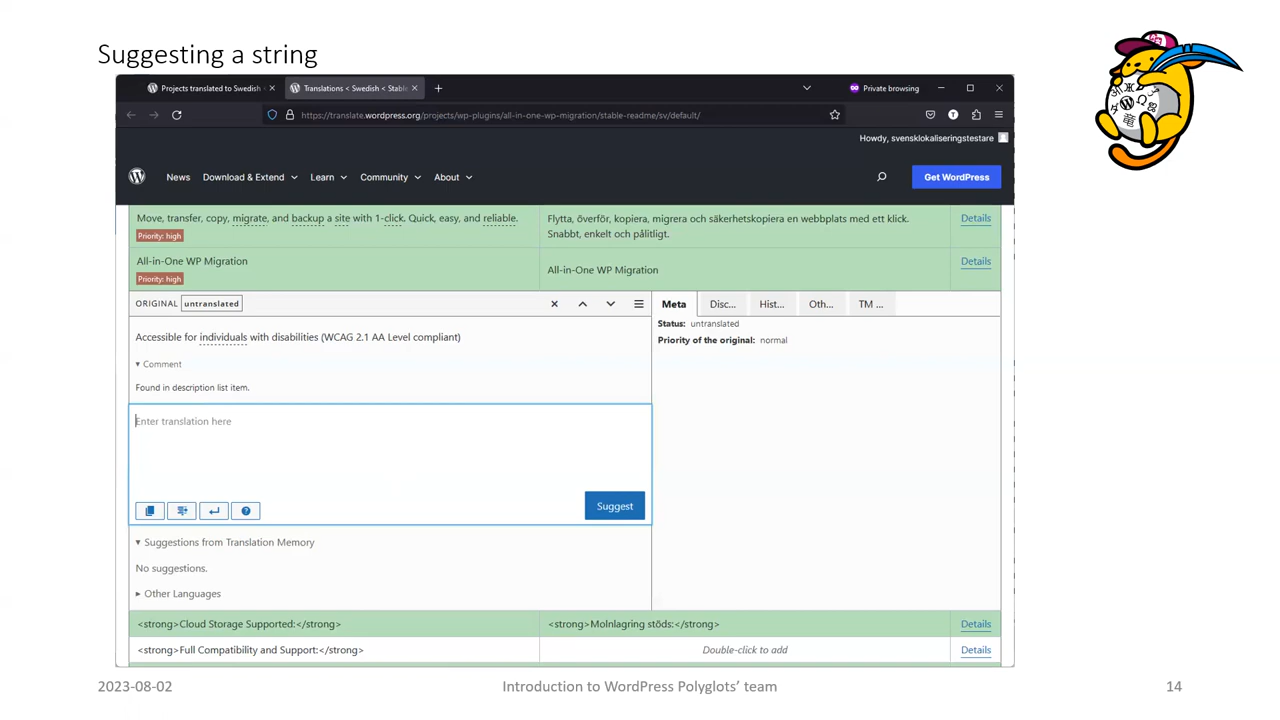 Suggesting a string
Projects translated to Swedish
Translations < Swedish < Stable
Private browsing
https://translate.wordpress.org/projects/wp-plugins/all-in-one-wp-migration/stable-readme/sv/default/
Howdy, svensklokaliseringstestare
News Download & Extend Learn Community About Get WordPress
Move, transfer, copy, migrate, and backup a site with 1-click. Quick, easy, and reliable.
Priority: high
Flytta, överför, kopiera, migrera och säkerhetskopiera en webbplats med ett klick.
Snabbt, enkelt och pålitligt.
Details
All-in-One WP Migration
Priority: high
All-in-One WP Migration
Details
ORIGINAL untranslated
Meta Disc... Hist... Oth... TM ...
Status: untranslated
Priority of the original: normal
Accessible for individuals with disabilities (WCAG 2.1 AA Level compliant)
Comment
Found in description list item.
Enter translation here
Suggest
Suggestions from Translation Memory
No suggestions.
Other Languages
<strong>Cloud Storage Supported:</strong> <strong>Molnlagring stöds:</strong> Details
<strong>Full Compatibility and Support:</strong> Double-click to add Details
2023-08-02 Introduction to WordPress Polyglots' team 14